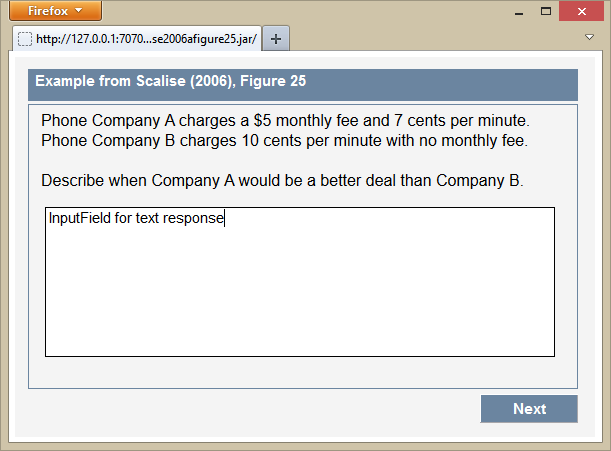 Firefox
http://127.0.0.1:7070...se2006afigure25.jar/
Example from Scalise (2006), Figure 25
Phone Company A charges a $5 monthly fee and 7 cents per minute.
Phone Company B charges 10 cents per minute with no monthly fee.
Describe when Company A would be a better deal than Company B.
InputField for text response
Next